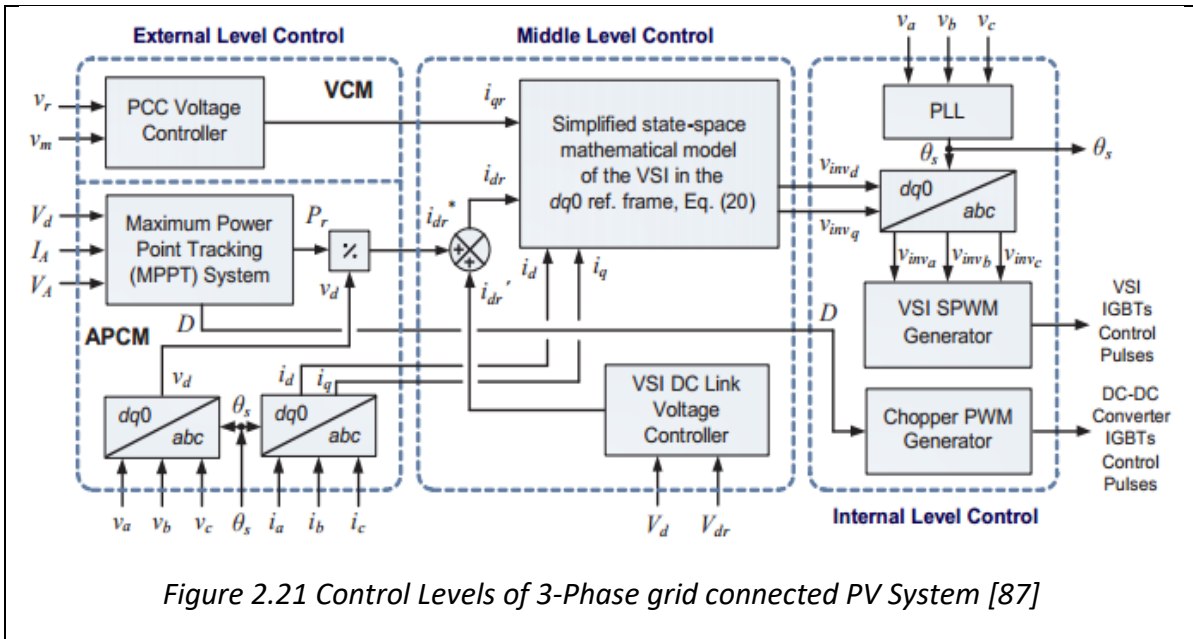 External Level Control
VCM
v_r
v_m
PCC Voltage
Controller
V_d
I_A
V_A
Maximum Power
Point Tracking
(MPPT) System
P_r
⁒
v_d
D
APCM
v_d
i_d
i_q
dq0
abc
θ_s
dq0
abc
v_a
v_b
v_c
θ_s
i_a
i_b
i_c
Middle Level Control
i_qr
i_dr
i_dr*
+
+
i_dr′
Simplified state-space
mathematical model
of the VSI in the
dq0 ref. frame, Eq. (20)
i_d
i_q
VSI DC Link
Voltage
Controller
V_d
V_dr
v_a
v_b
v_c
PLL
θ_s
θ_s
v_inv_d
v_inv_q
dq0
abc
v_inv_a
v_inv_b
v_inv_c
VSI SPWM
Generator
VSI
IGBTs
Control
Pulses
D
Chopper PWM
Generator
DC-DC
Converter
IGBTs
Control
Pulses
Internal Level Control
Figure 2.21 Control Levels of 3-Phase grid connected PV System [87]